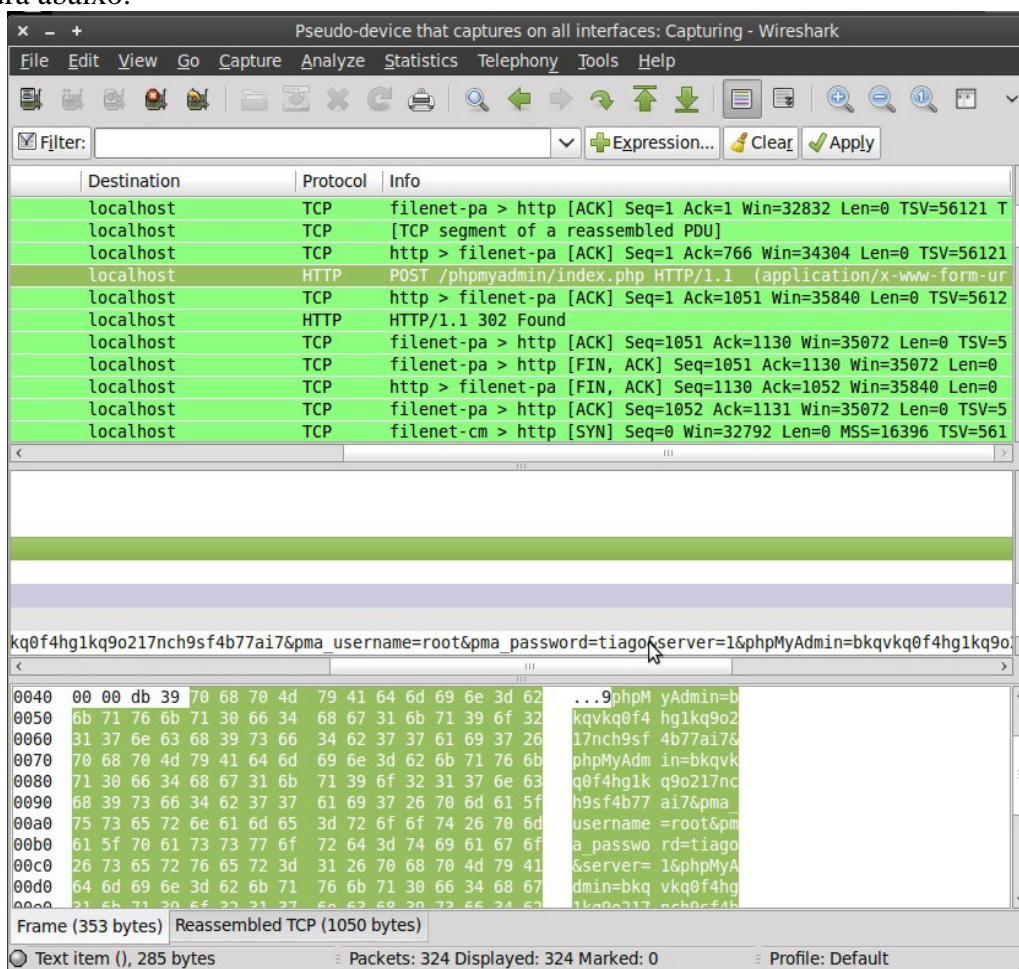 ra abaixo.
Pseudo-device that captures on all interfaces: Capturing - Wireshark
File Edit View Go Capture Analyze Statistics Telephony Tools Help
Filter: Expression... Clear Apply
Destination Protocol Info
localhost TCP filenet-pa > http [ACK] Seq=1 Ack=1 Win=32832 Len=0 TSV=56121 T
localhost TCP [TCP segment of a reassembled PDU]
localhost TCP http > filenet-pa [ACK] Seq=1 Ack=766 Win=34304 Len=0 TSV=56121
localhost HTTP POST /phpmyadmin/index.php HTTP/1.1 (application/x-www-form-ur
localhost TCP http > filenet-pa [ACK] Seq=1 Ack=1051 Win=35840 Len=0 TSV=5612
localhost HTTP HTTP/1.1 302 Found
localhost TCP filenet-pa > http [ACK] Seq=1051 Ack=1130 Win=35072 Len=0 TSV=5
localhost TCP filenet-pa > http [FIN, ACK] Seq=1051 Ack=1130 Win=35072 Len=0
localhost TCP http > filenet-pa [FIN, ACK] Seq=1130 Ack=1052 Win=35840 Len=0
localhost TCP filenet-pa > http [ACK] Seq=1052 Ack=1131 Win=35072 Len=0 TSV=5
localhost TCP filenet-cm > http [SYN] Seq=0 Win=32792 Len=0 MSS=16396 TSV=561
kq0f4hg1kq9o217nch9sf4b77ai7&pma_username=root&pma_password=tiago&server=1&phpMyAdmin=bkqvkq0f4hg1kq9o
0040 00 00 db 39 70 68 70 4d 79 41 64 6d 69 6e 3d 62 ...9phpM yAdmin=b
0050 6b 71 76 6b 71 30 66 34 68 67 31 6b 71 39 6f 32 kqvkq0f4 hg1kq9o2
0060 31 37 6e 63 68 39 73 66 34 62 37 37 61 69 37 26 17nch9sf 4b77ai7&
0070 70 68 70 4d 79 41 64 6d 69 6e 3d 62 6b 71 76 6b phpMyAdm in=bkqvk
0080 71 30 66 34 68 67 31 6b 71 39 6f 32 31 37 6e 63 q0f4hg1k q9o217nc
0090 68 39 73 66 34 62 37 37 61 69 37 26 70 6d 61 5f h9sf4b77 ai7&pma_
00a0 75 73 65 72 6e 61 6d 65 3d 72 6f 6f 74 26 70 6d username =root&pm
00b0 61 5f 70 61 73 73 77 6f 72 64 3d 74 69 61 67 6f a_passwo rd=tiago
00c0 26 73 65 72 76 65 72 3d 31 26 70 68 70 4d 79 41 &server= 1&phpMyA
00d0 64 6d 69 6e 3d 62 6b 71 76 6b 71 30 66 34 68 67 dmin=bkq vkq0f4hg
00e0 31 6b 71 39 6f 32 31 37 6e 63 68 39 73 66 34 62 1kq9o217 nch9sf4b
Frame (353 bytes) Reassembled TCP (1050 bytes)
Text item (), 285 bytes Packets: 324 Displayed: 324 Marked: 0 Profile: Default